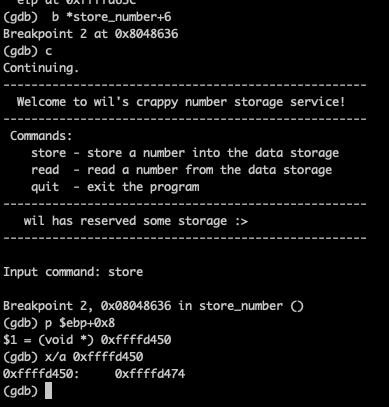 eip at 0xffffd63c
(gdb)  b *store_number+6
Breakpoint 2 at 0x8048636
(gdb) c
Continuing.
----------------------------------------------------
  Welcome to wil's crappy number storage service!
----------------------------------------------------
 Commands:
    store - store a number into the data storage
    read  - read a number from the data storage
    quit  - exit the program
----------------------------------------------------
   wil has reserved some storage :>
----------------------------------------------------
Input command: store
Breakpoint 2, 0x08048636 in store_number ()
(gdb) p $ebp+0x8
$1 = (void *) 0xffffd450
(gdb) x/a 0xffffd450
0xffffd450:     0xffffd474
(gdb)